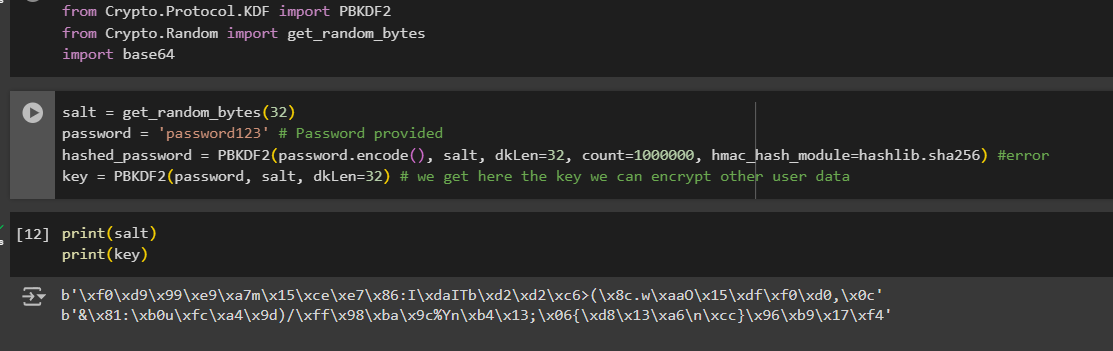 from Crypto.Protocol.KDF import PBKDF2
from Crypto.Random import get_random_bytes
import base64
salt = get_random_bytes(32)
password = 'password123' # Password provided
hashed_password = PBKDF2(password.encode(), salt, dkLen=32, count=1000000, hmac_hash_module=hashlib.sha256) #error
key = PBKDF2(password, salt, dkLen=32) # we get here the key we can encrypt other user data
[12] print(salt)
print(key)
b'\xf0\xd9\x99\xe9\xa7m\x15\xce\xe7\x86:I\xdaITb\xd2\xd2\xc6>(\x8c.w\xaaO\x15\xdf\xf0\xd0,\x0c'
b'&\x81:\xb0u\xfc\xa4\x9d)/\xff\x98\xba\x9c%Yn\xb4\x13;\x06{\xd8\x13\xa6\n\xcc}\x96\xb9\x17\xf4'